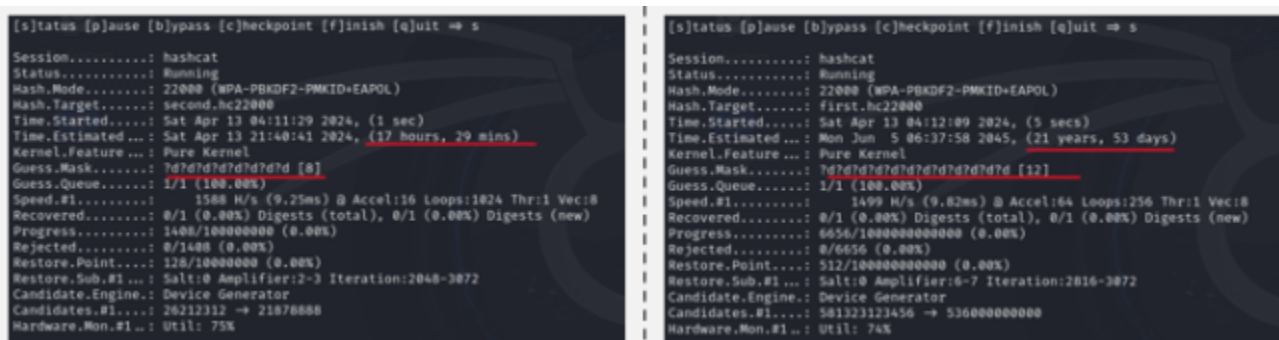 [s]tatus [p]ause [b]ypass [c]heckpoint [f]inish [q]uit ⇒ s
Session..........: hashcat
Status...........: Running
Hash.Mode........: 22000 (WPA-PBKDF2-PMKID+EAPOL)
Hash.Target......: second.hc22000
Time.Started.....: Sat Apr 13 04:11:29 2024, (1 sec)
Time.Estimated ...: Sat Apr 13 21:40:41 2024, (17 hours, 29 mins)
Kernel.Feature ...: Pure Kernel
Guess.Mask.......: ?d?d?d?d?d?d?d?d [8]
Guess.Queue......: 1/1 (100.00%)
Speed.#1.........: 1588 H/s (9.25ms) @ Accel:16 Loops:1024 Thr:1 Vec:8
Recovered........: 0/1 (0.00%) Digests (total), 0/1 (0.00%) Digests (new)
Progress.........: 1408/100000000 (0.00%)
Rejected.........: 0/1408 (0.00%)
Restore.Point....: 128/10000000 (0.00%)
Restore.Sub.#1 ...: Salt:0 Amplifier:2-3 Iteration:2048-3072
Candidate.Engine.: Device Generator
Candidates.#1....: 26212312 → 21878888
Hardware.Mon.#1 ..: Util: 75%
[s]tatus [p]ause [b]ypass [c]heckpoint [f]inish [q]uit ⇒ s
Session..........: hashcat
Status...........: Running
Hash.Mode........: 22000 (WPA-PBKDF2-PMKID+EAPOL)
Hash.Target......: first.hc22000
Time.Started.....: Sat Apr 13 04:12:09 2024, (5 secs)
Time.Estimated ...: Mon Jun 5 06:37:58 2045, (21 years, 53 days)
Kernel.Feature ...: Pure Kernel
Guess.Mask.......: ?d?d?d?d?d?d?d?d?d?d?d?d [12]
Guess.Queue......: 1/1 (100.00%)
Speed.#1.........: 1499 H/s (9.82ms) @ Accel:64 Loops:256 Thr:1 Vec:8
Recovered........: 0/1 (0.00%) Digests (total), 0/1 (0.00%) Digests (new)
Progress.........: 6656/1000000000000 (0.00%)
Rejected.........: 0/6656 (0.00%)
Restore.Point....: 512/100000000000 (0.00%)
Restore.Sub.#1 ...: Salt:0 Amplifier:6-7 Iteration:2816-3072
Candidate.Engine.: Device Generator
Candidates.#1....: 581323123456 → 536000000000
Hardware.Mon.#1 ..: Util: 74%